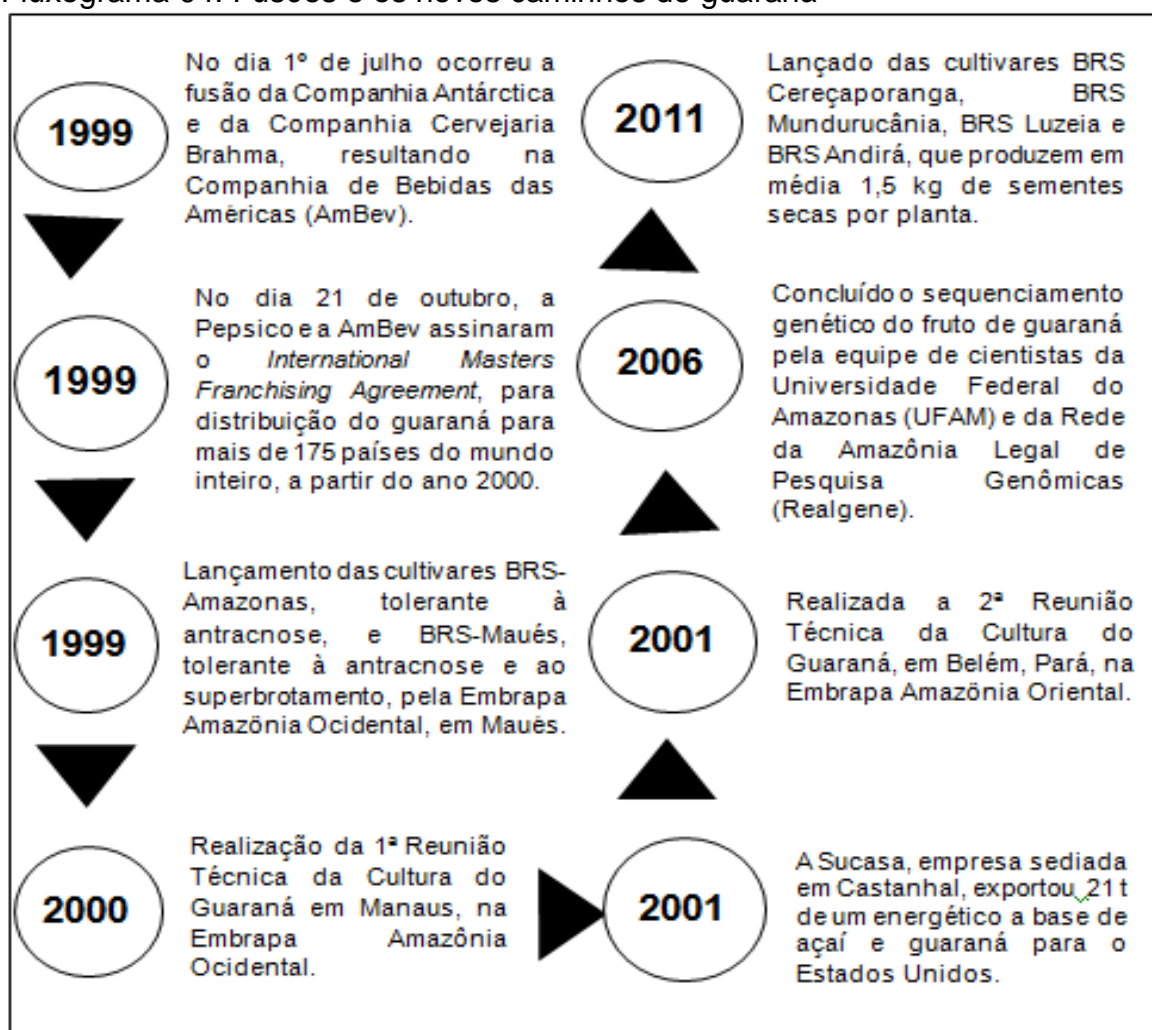 Fluxograma Fusões e os novos caminhos do guaraná
1999
No dia 1º de julho ocorreu a
fusão da Companhia Antárctica
e da Companhia Cervejaria
Brahma, resultando na
Companhia de Bebidas das
Américas (AmBev).
1999
No dia 21 de outubro, a
Pepsico e a AmBev assinaram
o International Masters
Franchising Agreement, para
distribuição do guaraná para
mais de 175 países do mundo
inteiro, a partir do ano 2000.
1999
Lançamento das cultivares BRS-
Amazonas, tolerante à
antracnose, e BRS-Maués,
tolerante à antracnose e ao
superbrotamento, pela Embrapa
Amazônia Ocidental, em Maués.
2000
Realização da 1ª Reunião
Técnica da Cultura do
Guaraná em Manaus, na
Embrapa Amazônia
Ocidental.
2001
A Sucasa, empresa sediada
em Castanhal, exportou 21 t
de um energético a base de
açaí e guaraná para o
Estados Unidos.
2001
Realizada a 2ª Reunião
Técnica da Cultura do
Guaraná, em Belém, Pará, na
Embrapa Amazônia Oriental.
2006
Concluído o sequenciamento
genético do fruto de guaraná
pela equipe de cientistas da
Universidade Federal do
Amazonas (UFAM) e da Rede
da Amazônia Legal de
Pesquisa Genômicas
(Realgene).
2011
Lançado das cultivares BRS
Cereçaporanga, BRS
Mundurucânia, BRS Luzeia e
BRS Andirá, que produzem em
média 1,5 kg de sementes
secas por planta.